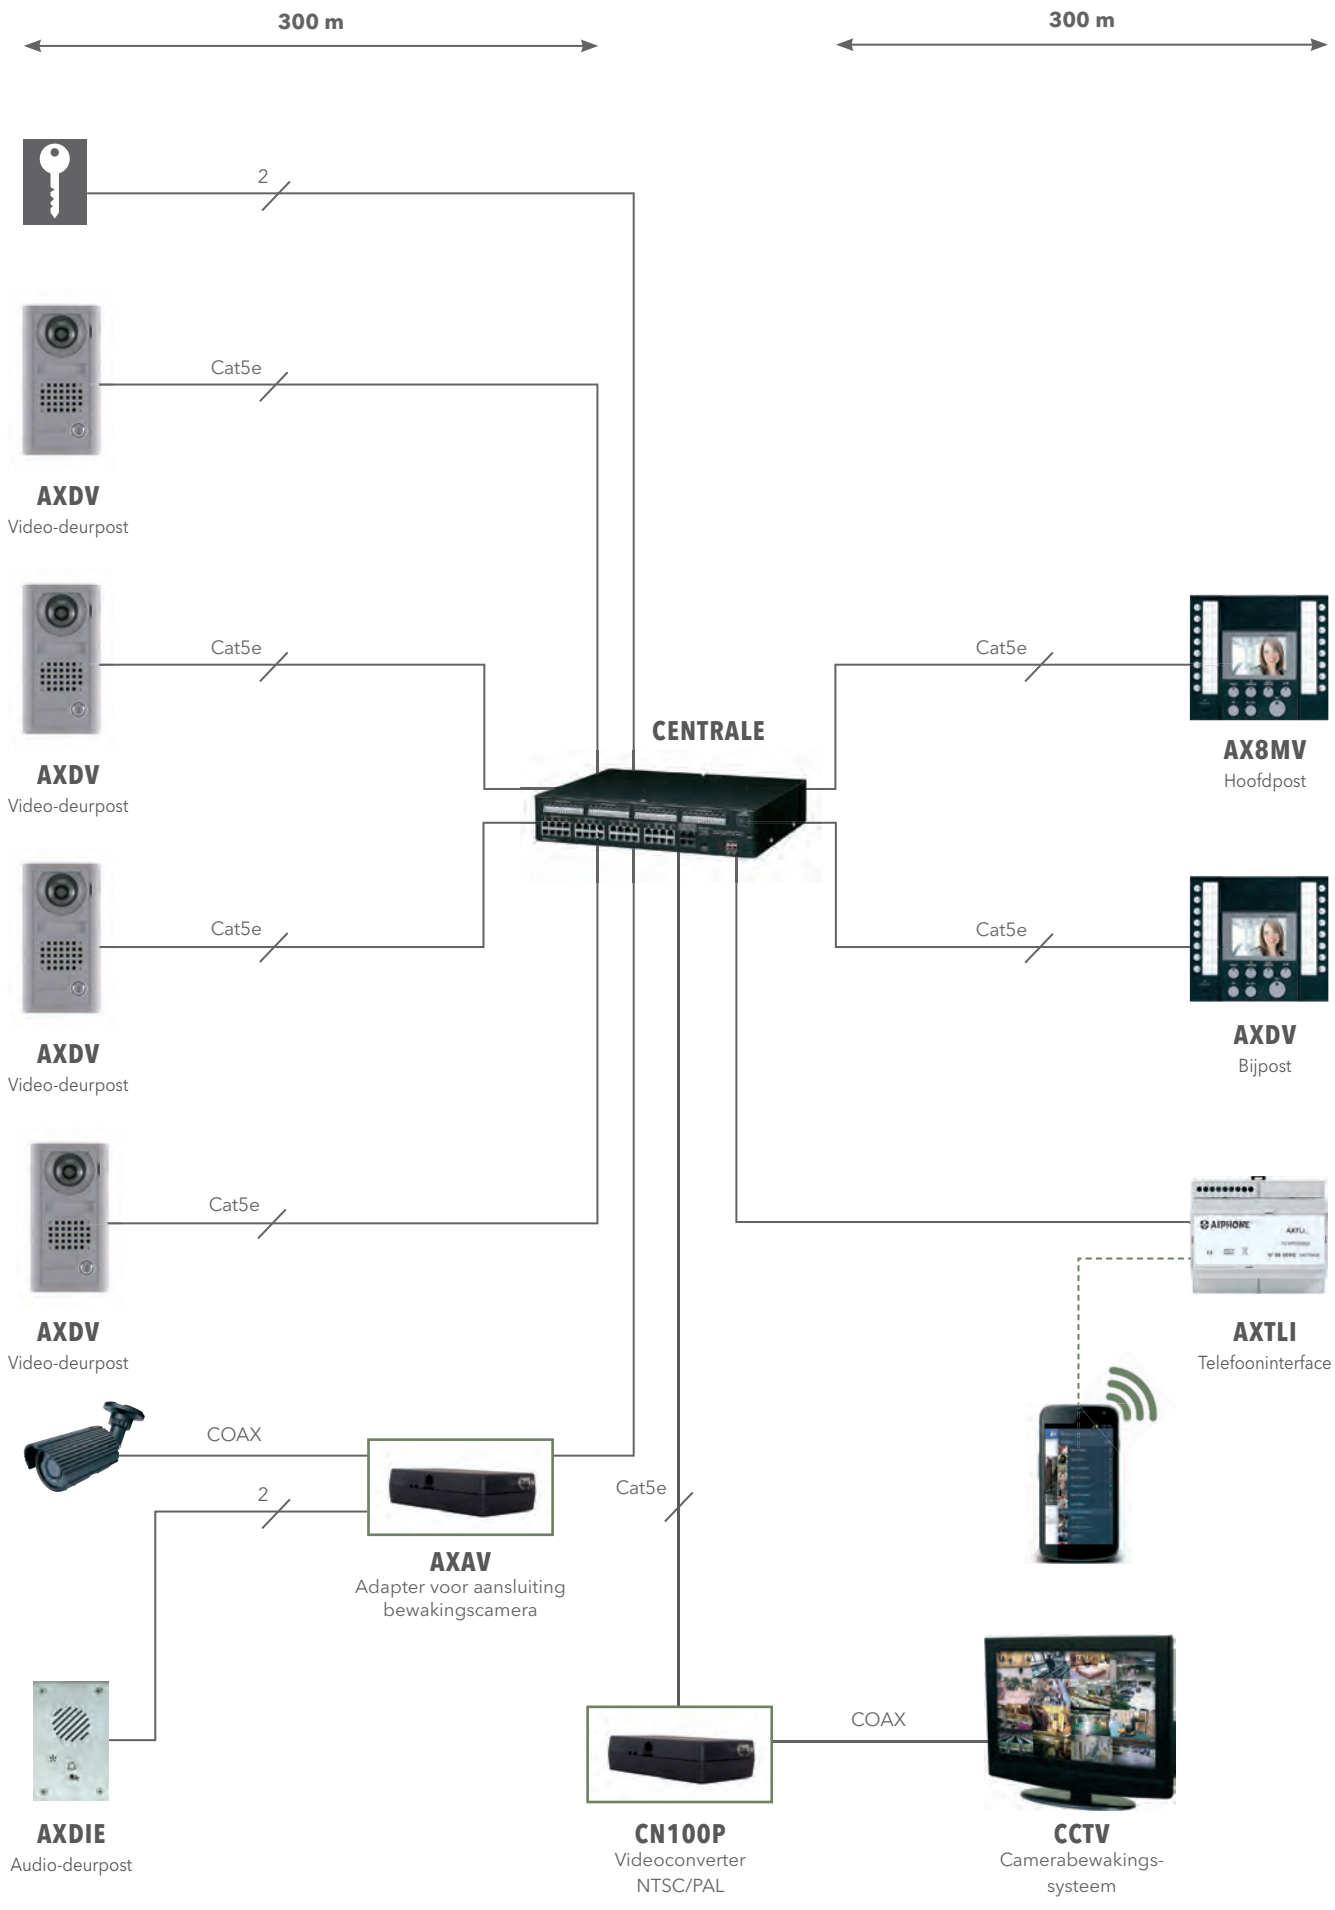 300 m
300 m
2
Cat5e
AXDV
Video-deurpost
Cat5e
Cat5e
CENTRALE
AXDV
Video-deurpost
AX8MV
Hoofdpost
Cat5e
Cat5e
AXDV
Video-deurpost
AXDV
Bijpost
Cat5e
AIPHONE
AXTLI
AXDV
Video-deurpost
AXTLI
Telefooninterface
COAX
2
Cat5e
AXAV
Adapter voor aansluiting
bewakingscamera
COAX
AXDIE
Audio-deurpost
CN100P
Videoconverter
NTSC/PAL
CCTV
Camerabewakings-
systeem